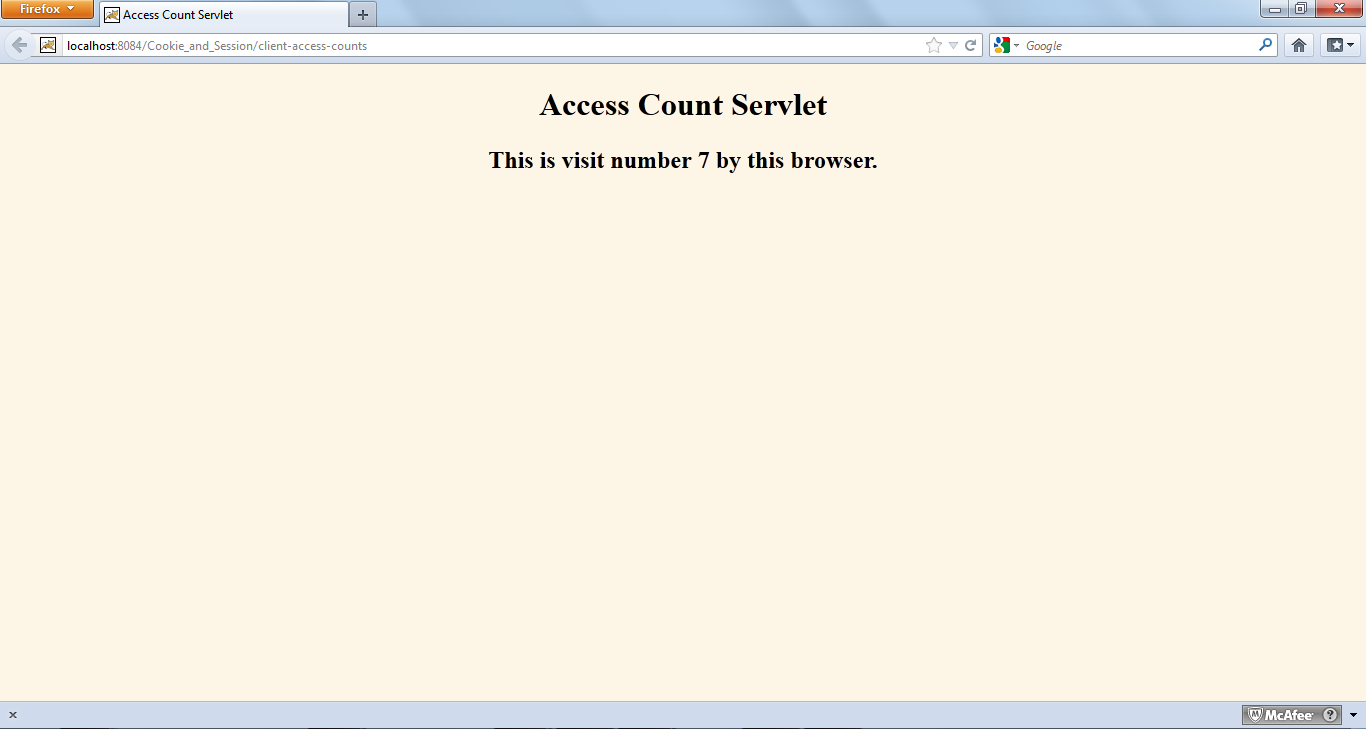 Firefox
Access Count Servlet
localhost:8084/Cookie_and_Session/client-access-counts
Google
Access Count Servlet
This is visit number 7 by this browser.
McAfee